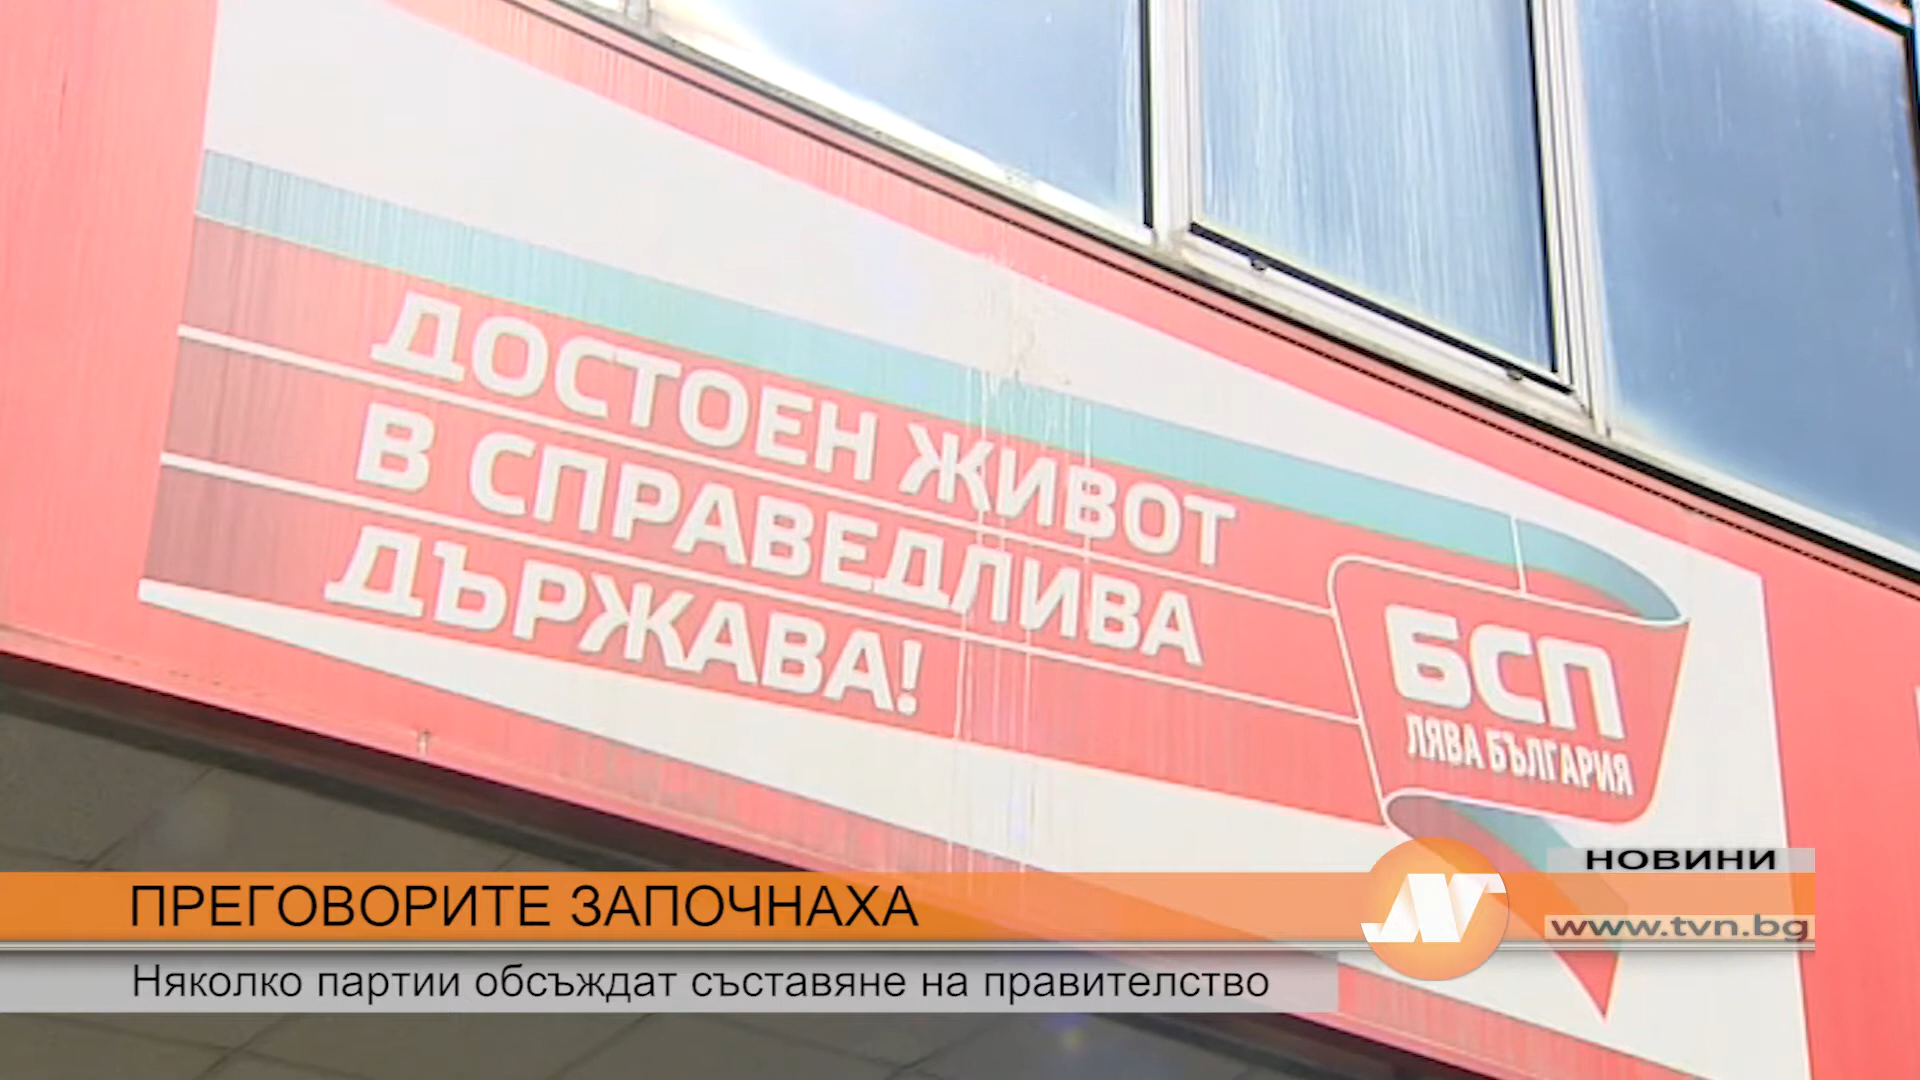 ДОСТОЕН ЖИВОТ
В СПРАВЕДЛИВА
ДЪРЖАВА!
БСП
ЛЯВА БЪЛГАРИЯ
ПРЕГОВОРИТЕ ЗАПОЧНАХА
Няколко партии обсъждат съставяне на правителство
НОВИНИ
www.tvn.bg